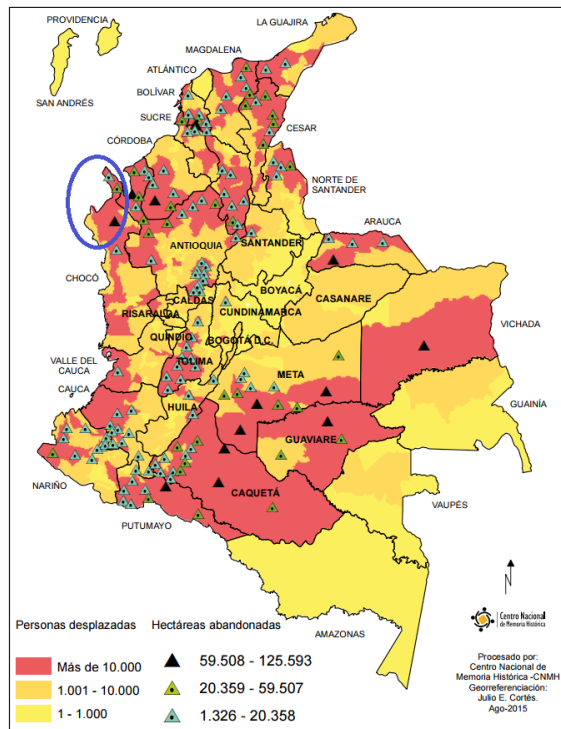 PROVIDENCIA
LA GUAJIRA
MAGDALENA
ATLÁNTICO
SAN ANDRÉS
BOLÍVAR
SUCRE
CESAR
CÓRDOBA
NORTE DE
SANTANDER
ARAUCA
ANTIOQUIA
SANTANDER
CHOCÓ
BOYACÁ
CALDAS
CASANARE
RISARALDA
CUNDINAMARCA
VICHADA
QUINDIO
BOGOTÁ D.C.
VALLE DEL
CAUCA
TOLIMA
META
CAUCA
GUAINÍA
HUILA
GUAVIARE
NARIÑO
CAQUETÁ
VAUPÉS
PUTUMAYO
AMAZONAS
N
Centro Nacional
de Memoria Histórica
Personas desplazadas
Hectáreas abandonadas
Más de 10.000
1.001 - 10.000
1 - 1.000
59.508 - 125.593
20.359 - 59.507
1.326 - 20.358
Procesado por:
Centro Nacional de
Memoria Histórica -CNMH
Georreferenciación:
Julio E. Cortés.
Ago-2015